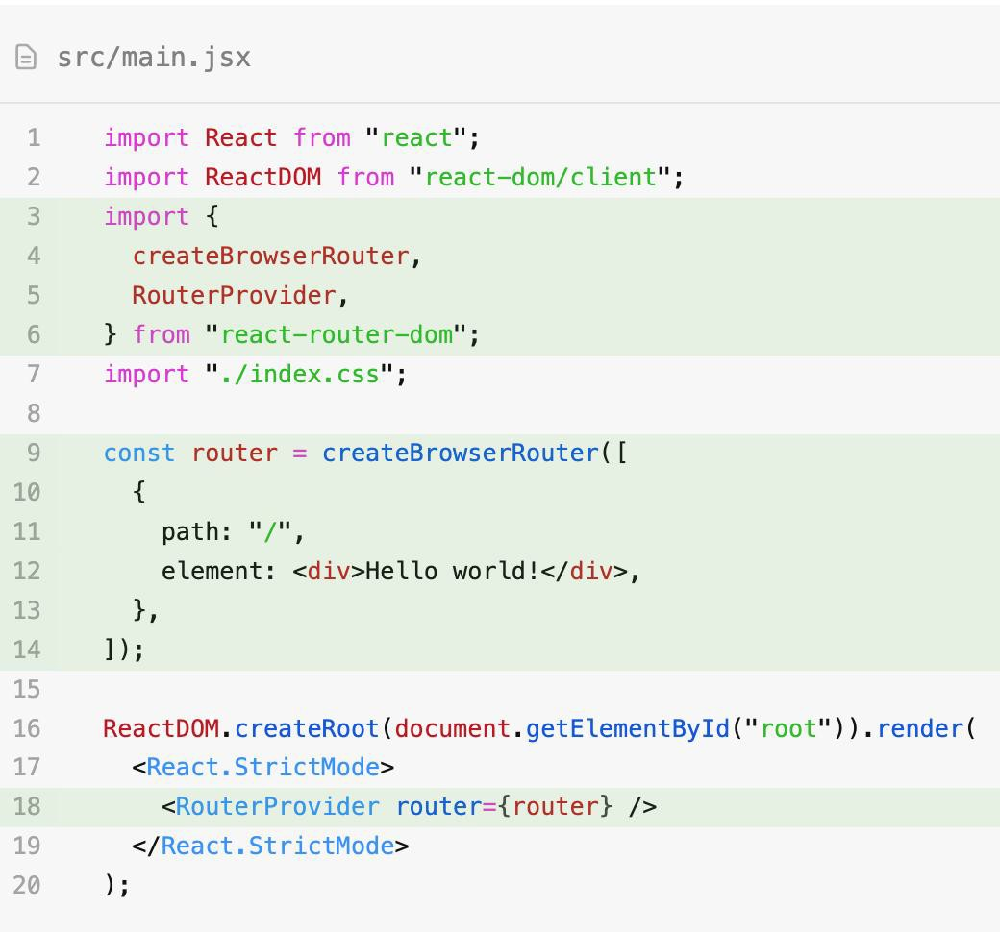 src/main.jsx
1 import React from "react";
2 import ReactDOM from "react-dom/client";
3 import {
4   createBrowserRouter,
5   RouterProvider,
6 } from "react-router-dom";
7 import "./index.css";
8
9 const router = createBrowserRouter([
10   {
11     path: "/",
12     element: <div>Hello world!</div>,
13   },
14 ]);
15
16 ReactDOM.createRoot(document.getElementById("root")).render(
17   <React.StrictMode>
18     <RouterProvider router={router} />
19   </React.StrictMode>
20 );